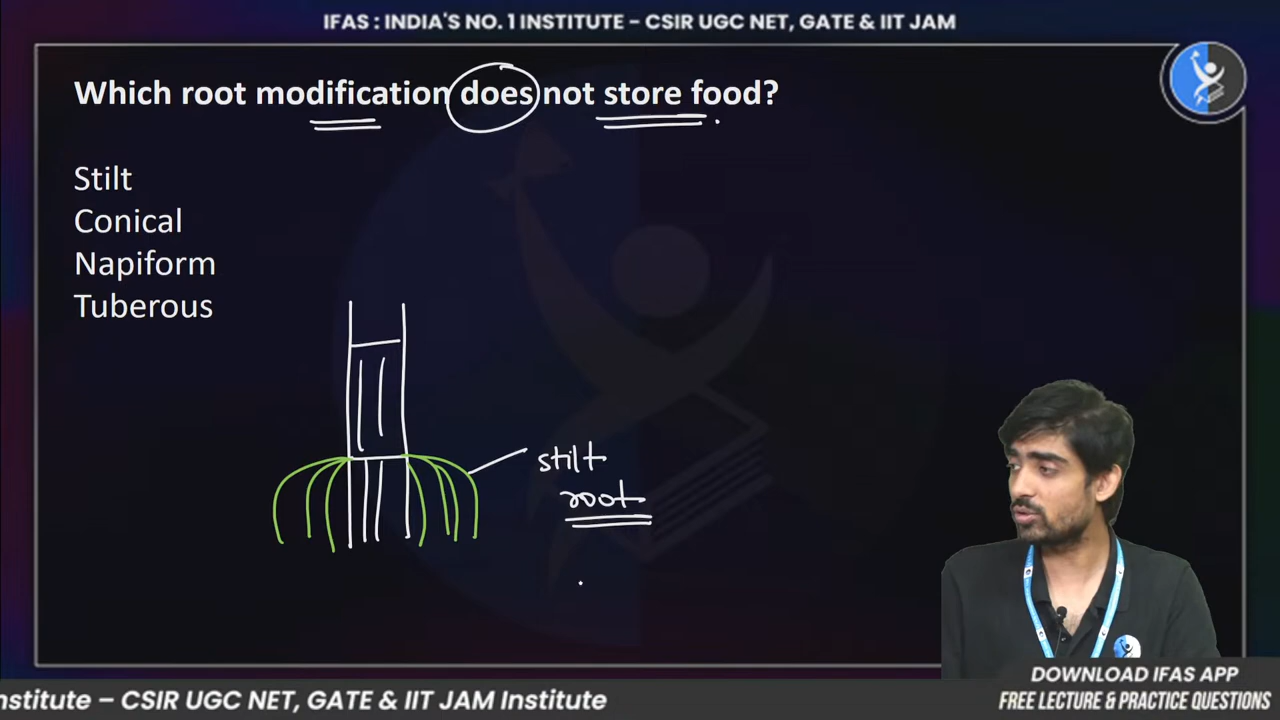 IFAS : INDIA'S NO. 1 INSTITUTE – CSIR UGC NET, GATE & IIT JAM
Which root modification does not store food?
Stilt
Conical
Napiform
Tuberous
stilt
root
DOWNLOAD IFAS APP
FREE LECTURE & PRACTICE QUESTIONS
nstitute – CSIR UGC NET, GATE & IIT JAM Institute